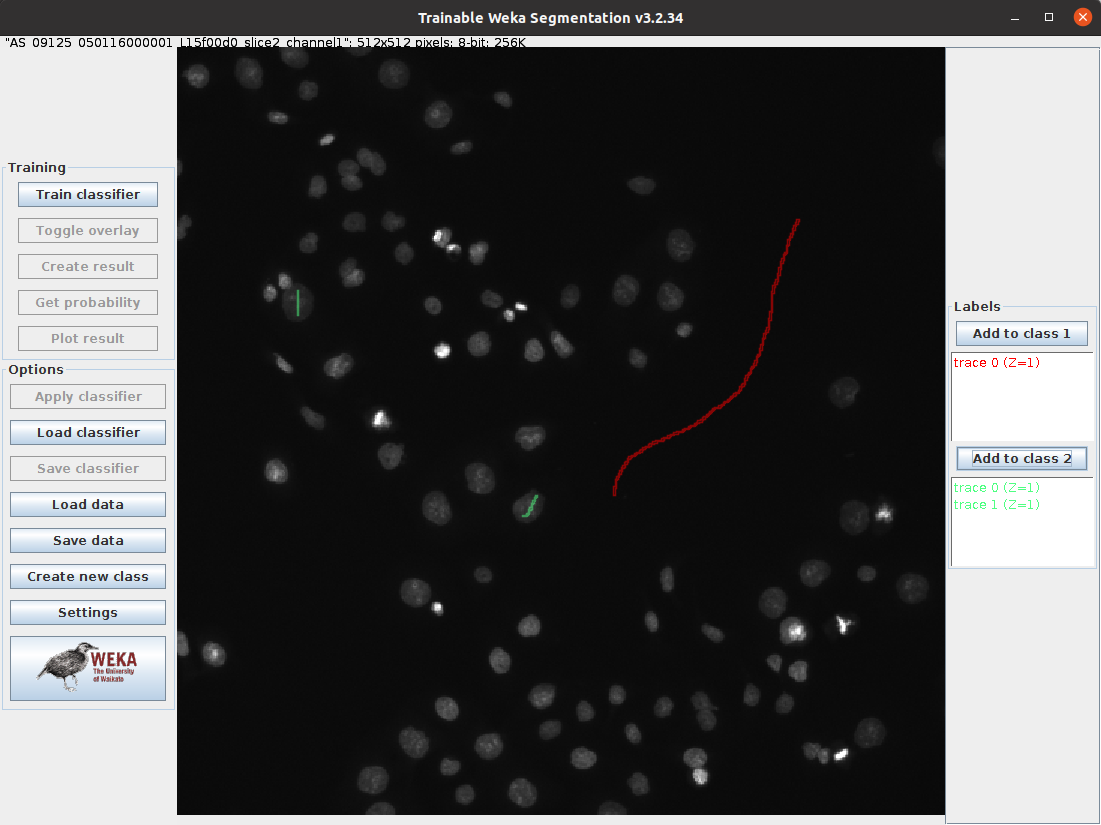 Trainable Weka Segmentation v3.2.34
"AS_09125_050116000001_L15f00d0_slice2_channel1": 512x512 pixels; 8-bit; 256K
Training
Train classifier
Toggle overlay
Create result
Get probability
Plot result
Options
Apply classifier
Load classifier
Save classifier
Load data
Save data
Create new class
Settings
WEKA
The University
of Waikato
Labels
Add to class 1
trace 0 (Z=1)
Add to class 2
trace 0 (Z=1)
trace 1 (Z=1)